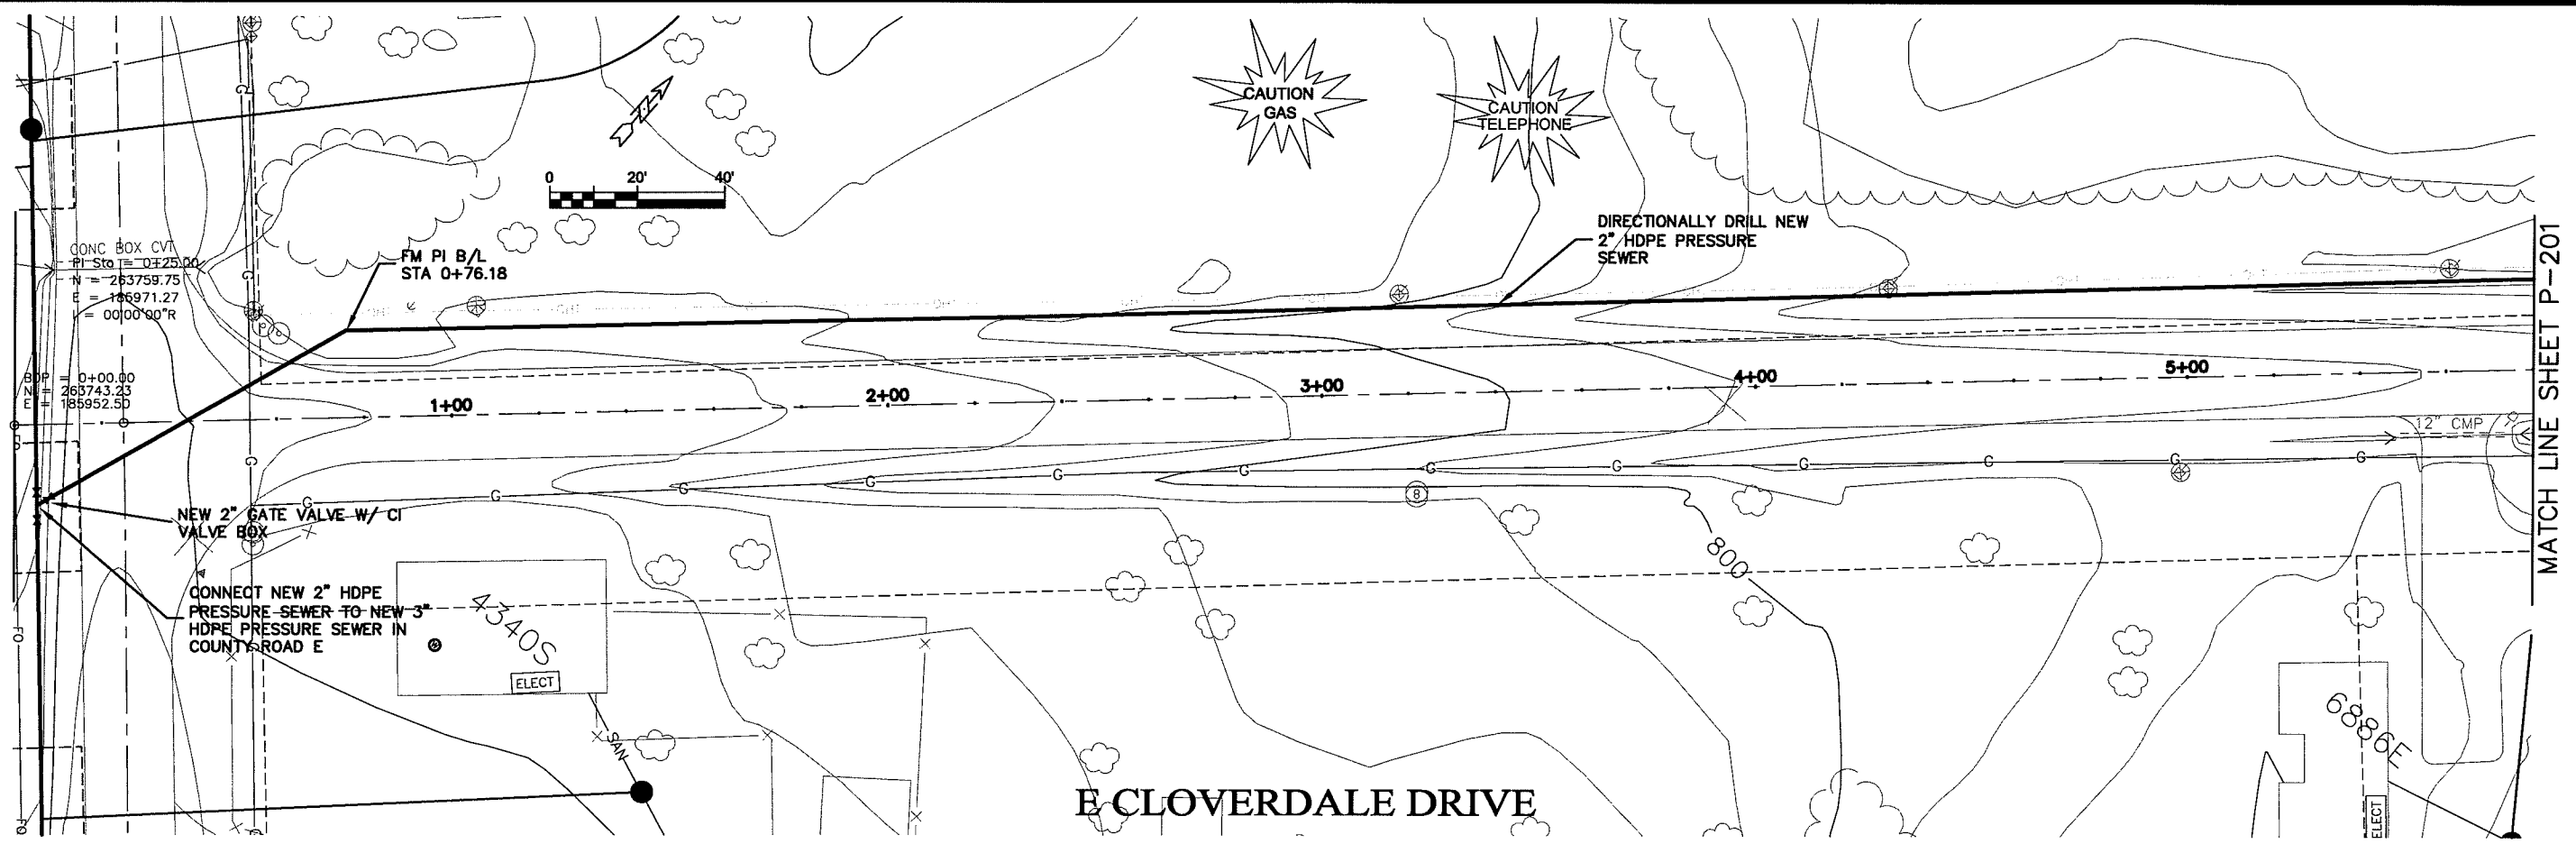 CAUTION
GAS
CAUTION
TELEPHONE
N
0 20' 40'
DIRECTIONALLY DRILL NEW
2" HDPE PRESSURE
SEWER
CONC BOX CVT
PI Sta = 0+25.00
N = 263759.75
E = 185971.27
I = 00°00'00"R
FM PI B/L
STA 0+76.18
BOP = 0+00.00
N = 263743.23
E = 185952.50
1+00
2+00
3+00
4+00
5+00
12" CMP
G G G G G G G G G G G G
8
NEW 2" GATE VALVE W/ CI
VALVE BOX
CONNECT NEW 2" HDPE
PRESSURE SEWER TO NEW 3"
HDPE PRESSURE SEWER IN
COUNTY ROAD E
4340S
ELECT
SAN
800
6886E
ELECT
FO
FO
G
G
G
E CLOVERDALE DRIVE
MATCH LINE SHEET P-201